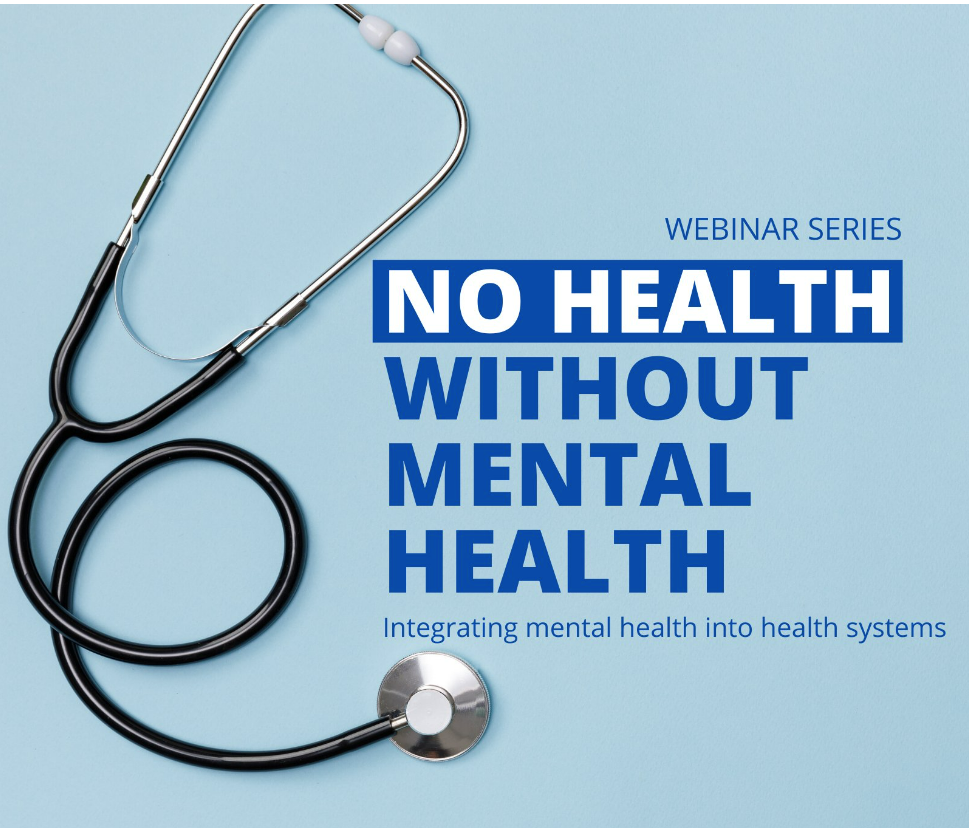 WEBINAR SERIES
NO HEALTH
WITHOUT
MENTAL
HEALTH
Integrating mental health into health systems